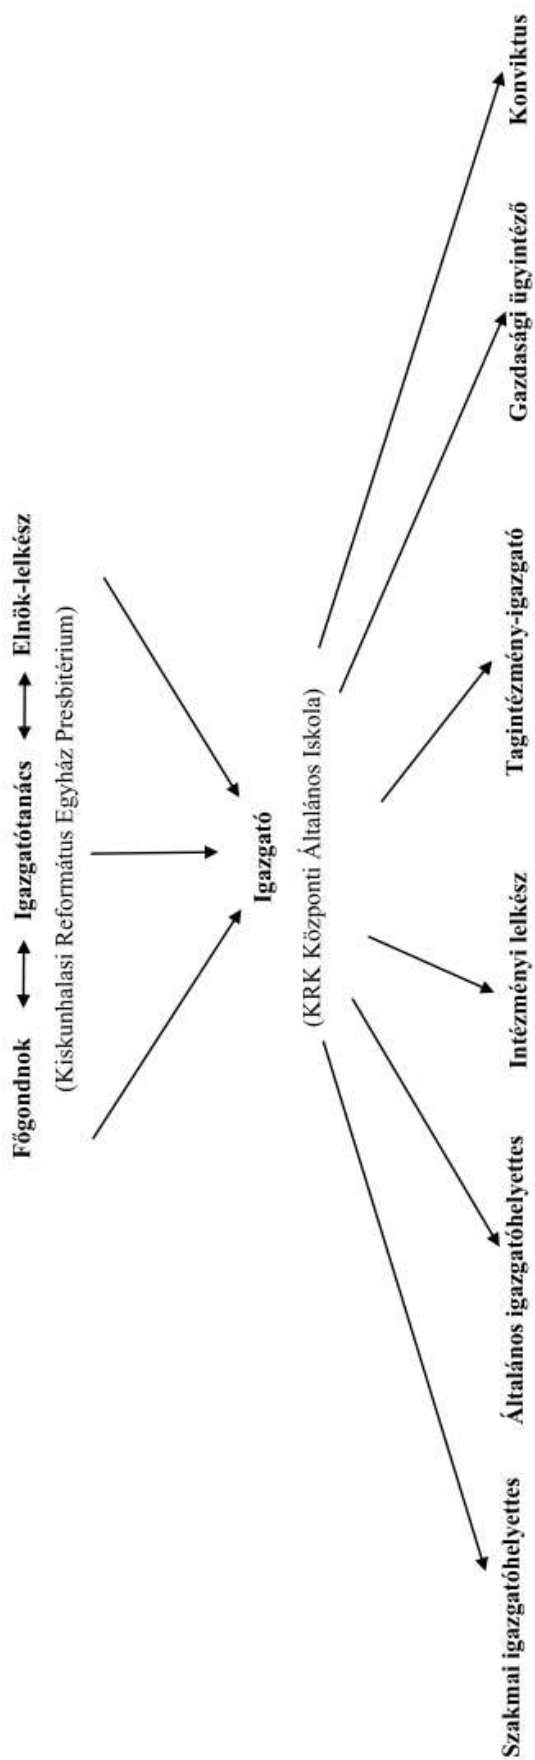 Főgondnok Igazgatótanács Elnök-lelkész
(Kiskunhalasi Református Egyház Presbitérium)
Igazgató
(KRK Központi Általános Iskola)
Szakmai igazgatóhelyettes Általános igazgatóhelyettes Intézményi lelkész Tagintézmény-igazgató Gazdasági ügyintéző Konviktus